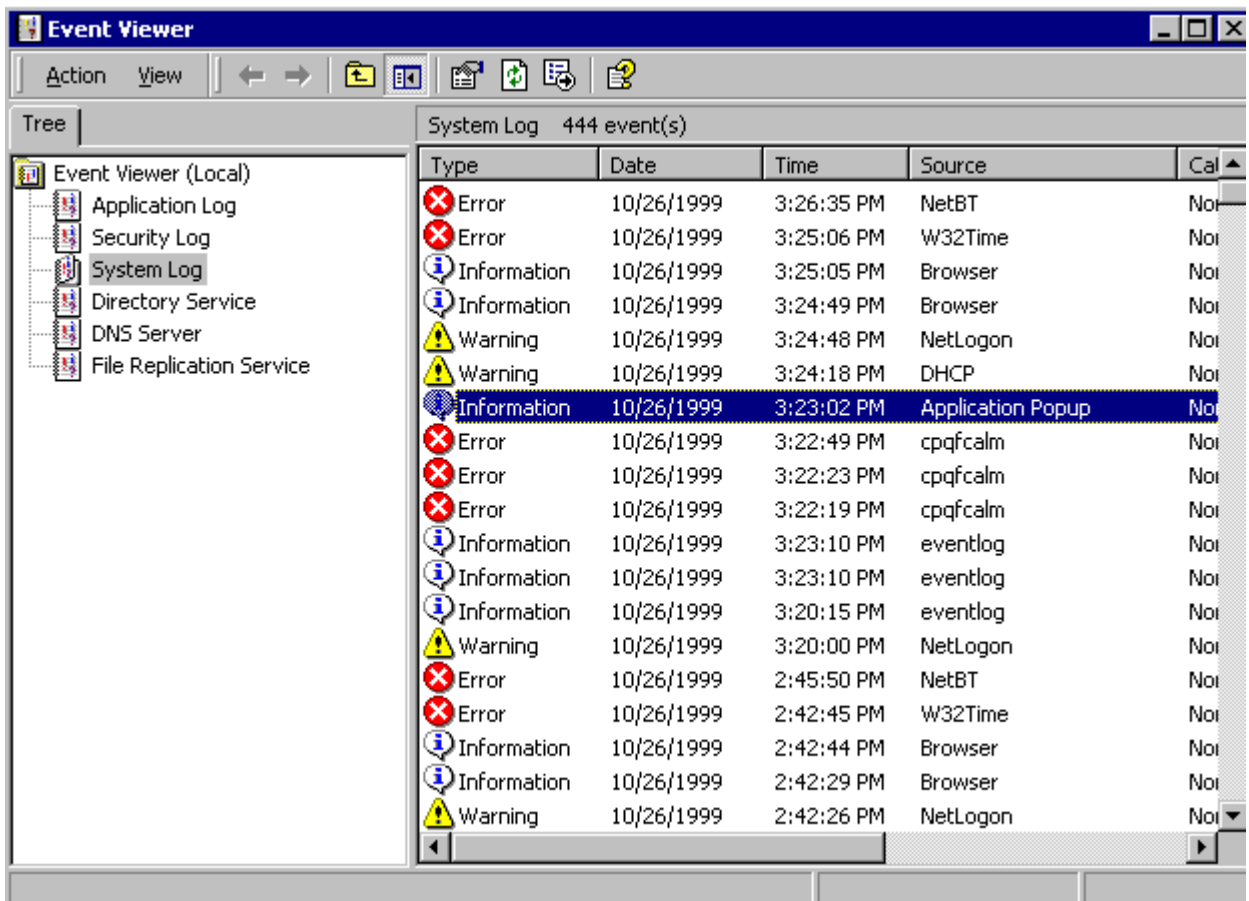 Event Viewer
Action View
Tree
System Log 444 event(s)
Event Viewer (Local)
Application Log
Security Log
System Log
Directory Service
DNS Server
File Replication Service
Type Date Time Source
Error 10/26/1999 3:26:35 PM NetBT
Error 10/26/1999 3:25:06 PM W32Time
Information 10/26/1999 3:25:05 PM Browser
Information 10/26/1999 3:24:49 PM Browser
Warning 10/26/1999 3:24:48 PM NetLogon
Warning 10/26/1999 3:24:18 PM DHCP
Information 10/26/1999 3:23:02 PM Application Popup
Error 10/26/1999 3:22:49 PM cpqfcalm
Error 10/26/1999 3:22:23 PM cpqfcalm
Error 10/26/1999 3:22:19 PM cpqfcalm
Information 10/26/1999 3:23:10 PM eventlog
Information 10/26/1999 3:23:10 PM eventlog
Information 10/26/1999 3:20:15 PM eventlog
Warning 10/26/1999 3:20:00 PM NetLogon
Error 10/26/1999 2:45:50 PM NetBT
Error 10/26/1999 2:42:45 PM W32Time
Information 10/26/1999 2:42:44 PM Browser
Information 10/26/1999 2:42:29 PM Browser
Warning 10/26/1999 2:42:26 PM NetLogon